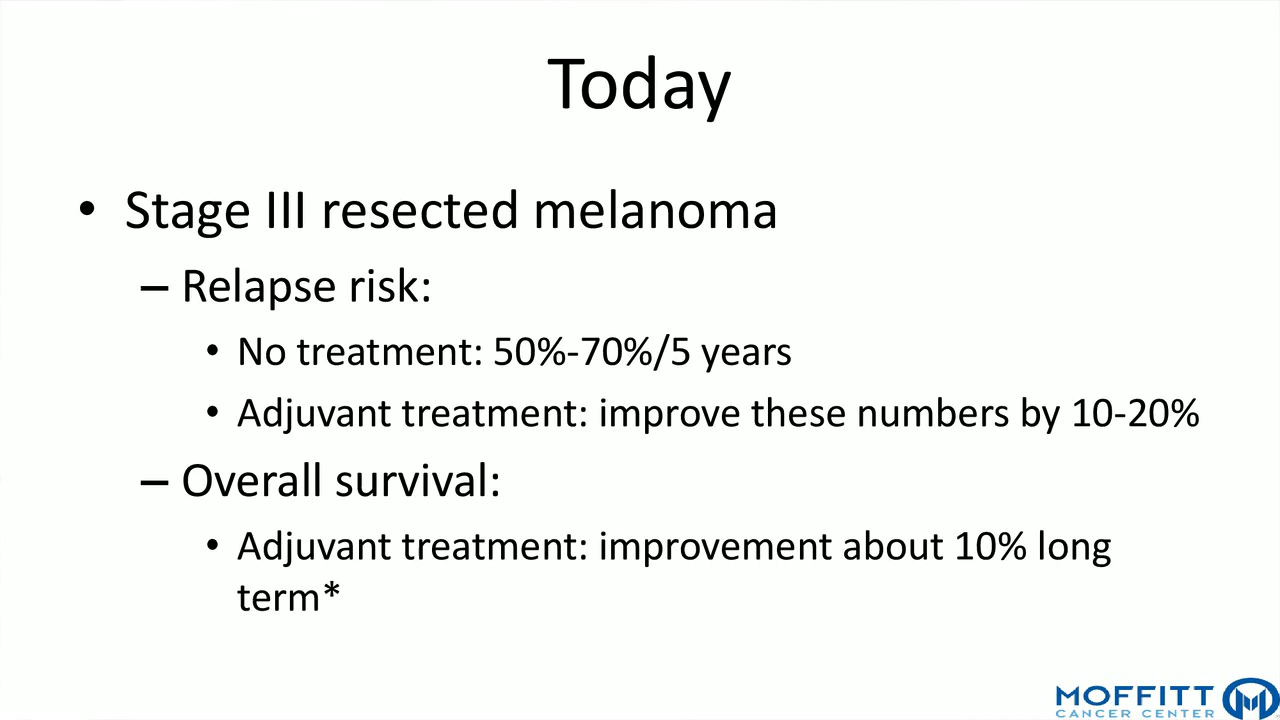 Today
• Stage III resected melanoma
– Relapse risk:
• No treatment: 50%-70%/5 years
• Adjuvant treatment: improve these numbers by 10-20%
– Overall survival:
• Adjuvant treatment: improvement about 10% long
term*
MOFFITT
CANCER CENTER